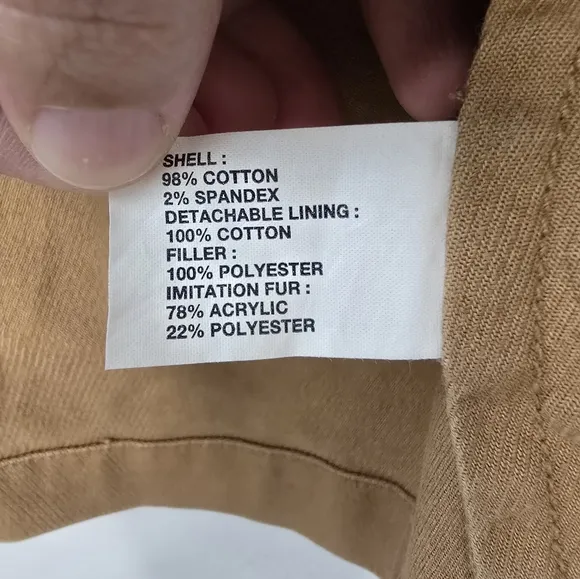 SHELL :
98% COTTON
2% SPANDEX
DETACHABLE LINING :
100% COTTON
FILLER :
100% POLYESTER
IMITATION FUR :
78% ACRYLIC
22% POLYESTER